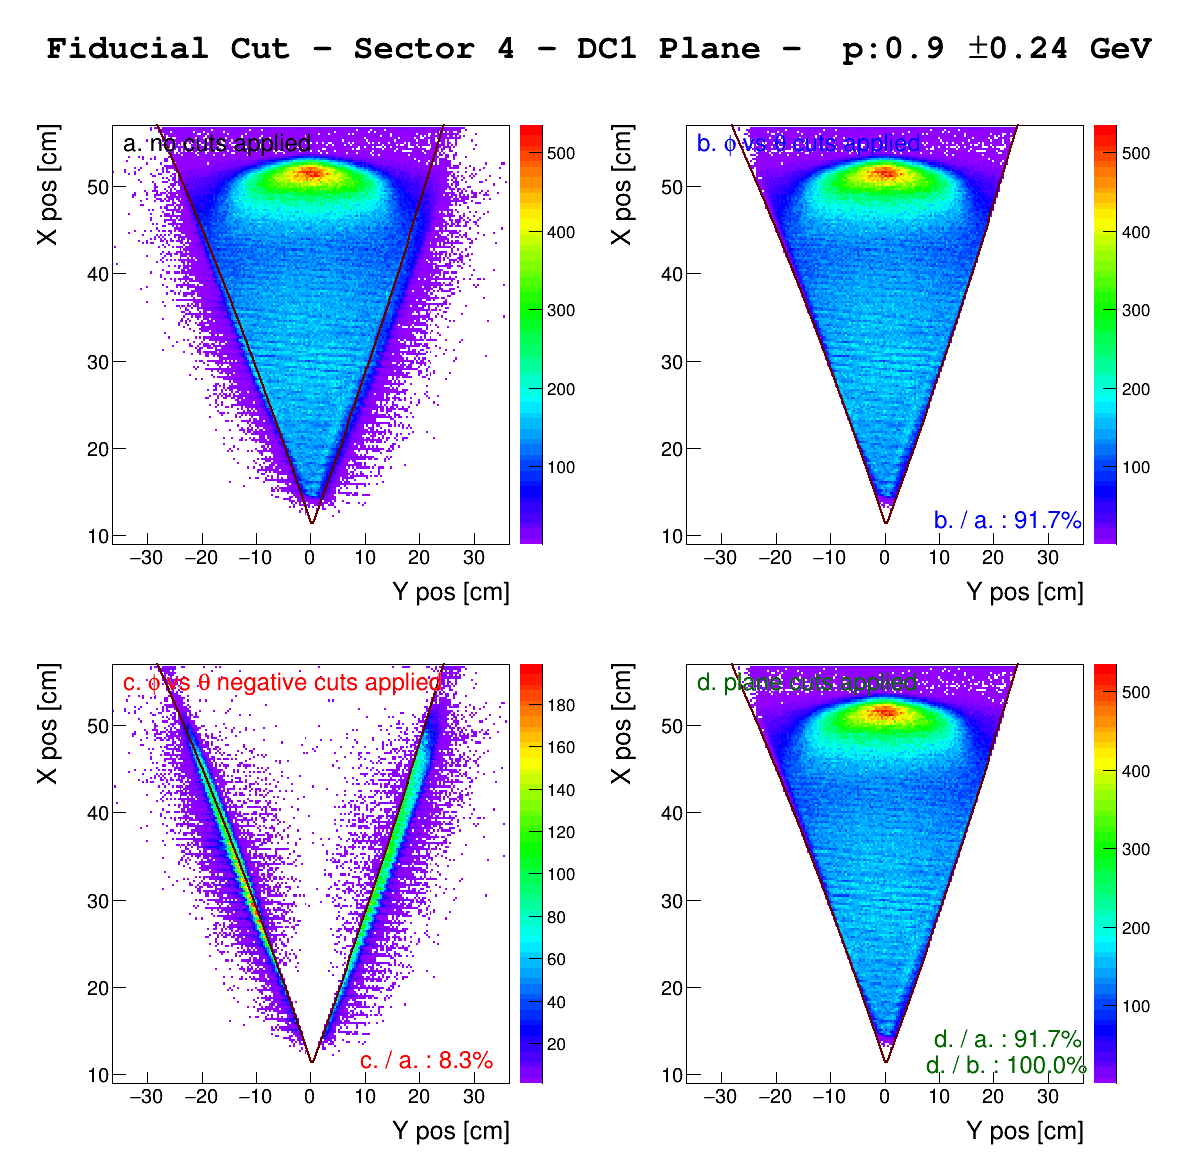 Fiducial Cut – Sector 4 – DC1 Plane – p:0.9 ±0.24 GeV
X pos [cm]
a. no cuts applied
50
40
30
20
10
−30 −20 −10 0 10 20 30
Y pos [cm]
500
400
300
200
100
X pos [cm]
b. ϕ vs θ cuts applied
50
40
30
20
10
b. / a. : 91.7%
−30 −20 −10 0 10 20 30
Y pos [cm]
500
400
300
200
100
X pos [cm]
c. ϕ vs θ negative cuts applied
50
40
30
20
10
c. / a. : 8.3%
−30 −20 −10 0 10 20 30
Y pos [cm]
180
160
140
120
100
80
60
40
20
X pos [cm]
d. plane cuts applied
50
40
30
20
10
d. / a. : 91.7%
d. / b. : 100.0%
−30 −20 −10 0 10 20 30
Y pos [cm]
500
400
300
200
100